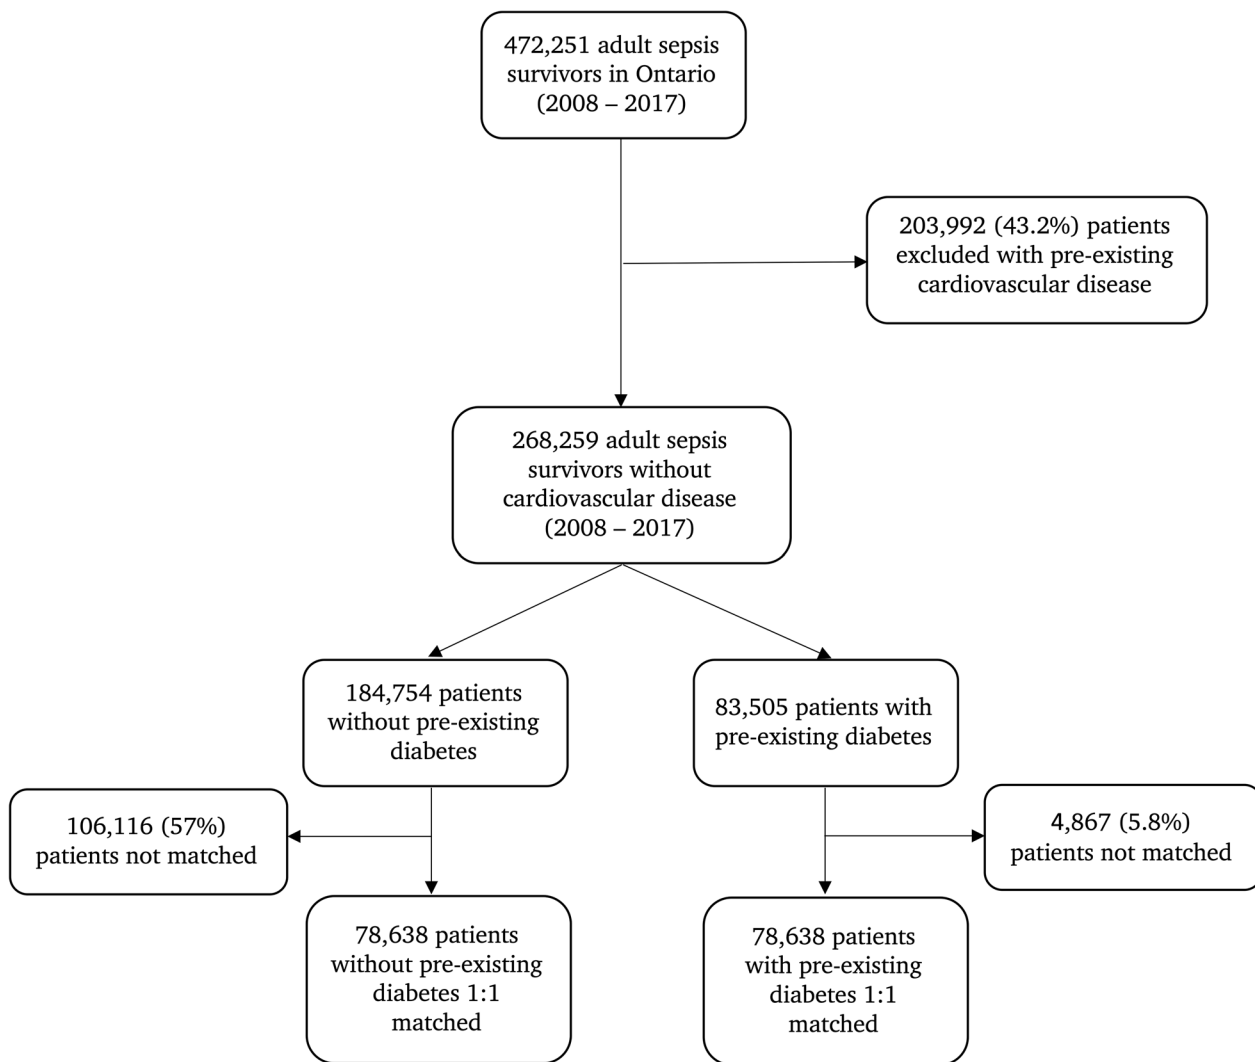 472,251 adult sepsis
survivors in Ontario
(2008 – 2017)
203,992 (43.2%) patients
excluded with pre-existing
cardiovascular disease
268,259 adult sepsis
survivors without
cardiovascular disease
(2008 – 2017)
184,754 patients
without pre-existing
diabetes
83,505 patients with
pre-existing diabetes
106,116 (57%)
patients not matched
4,867 (5.8%)
patients not matched
78,638 patients
without pre-existing
diabetes 1:1
matched
78,638 patients
with pre-existing
diabetes 1:1
matched